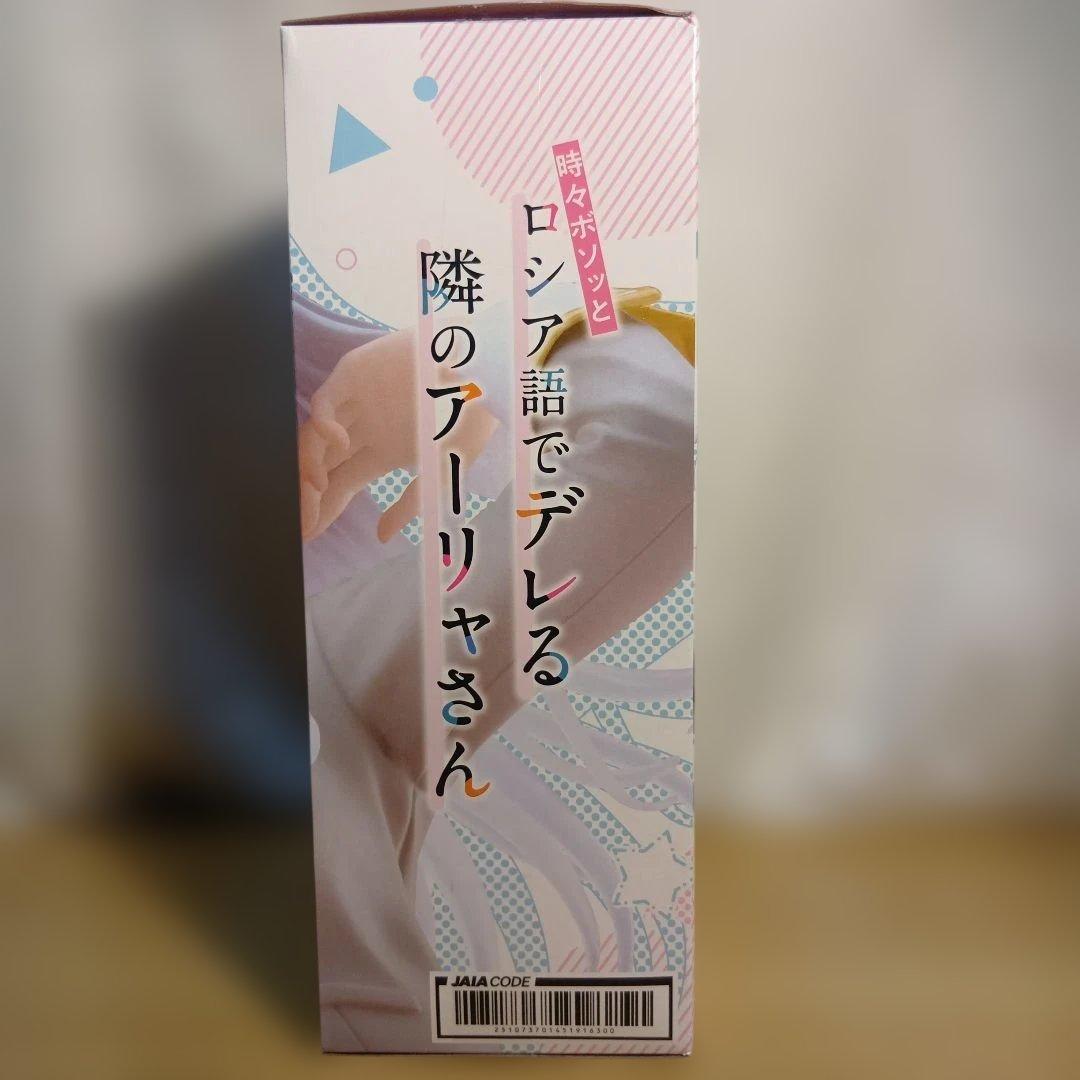 時々ボソッと
ロシア語でデレる
隣のアーリャさん
JAIA CODE
251073701451916300